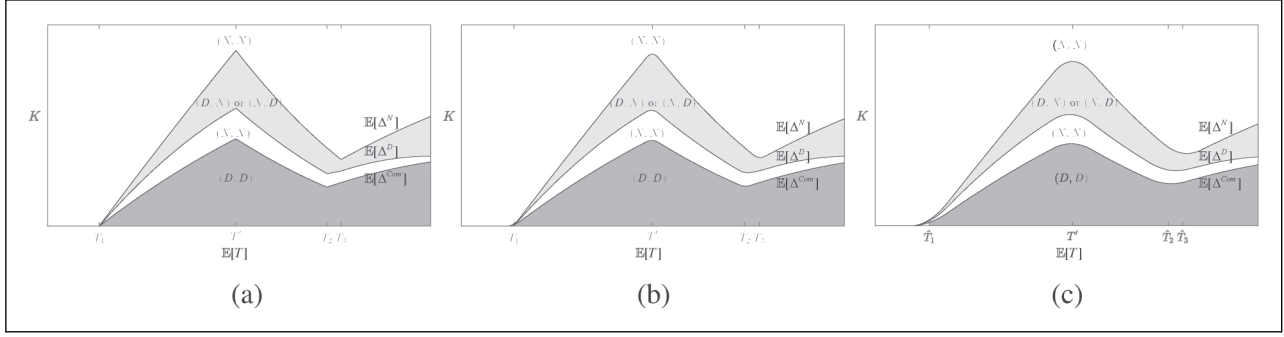 (N, N)
(D, N) or (N, D)
K
𝔼[Δ^N]
(N, N)
𝔼[Δ^D]
𝔼[Δ^Com]
(D, D)
T₁ T′ T₂ T₃
𝔼[T]
(a)
(N, N)
(D, N) or (N, D)
K
𝔼[Δ^N]
(N, N)
𝔼[Δ^D]
𝔼[Δ^Com]
(D, D)
T₁ T′ T₂ T₃
𝔼[T]
(b)
(N, N)
(D, N) or (N, D)
K
𝔼[Δ^N]
(N, N)
𝔼[Δ^D]
𝔼[Δ^Com]
(D, D)
T̂₁ T′ T̂₂ T̂₃
𝔼[T]
(c)